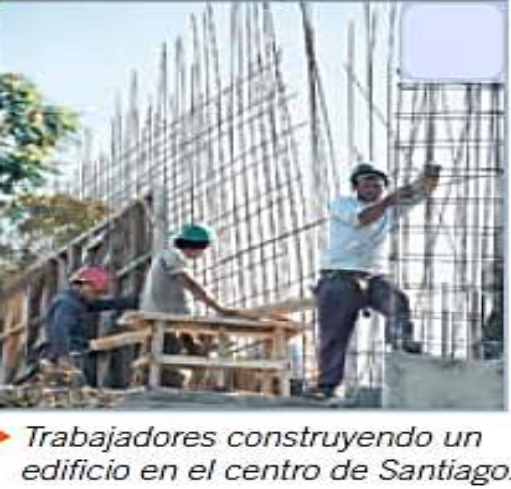 Trabajadores construyendo un
edificio en el centro de Santiago.